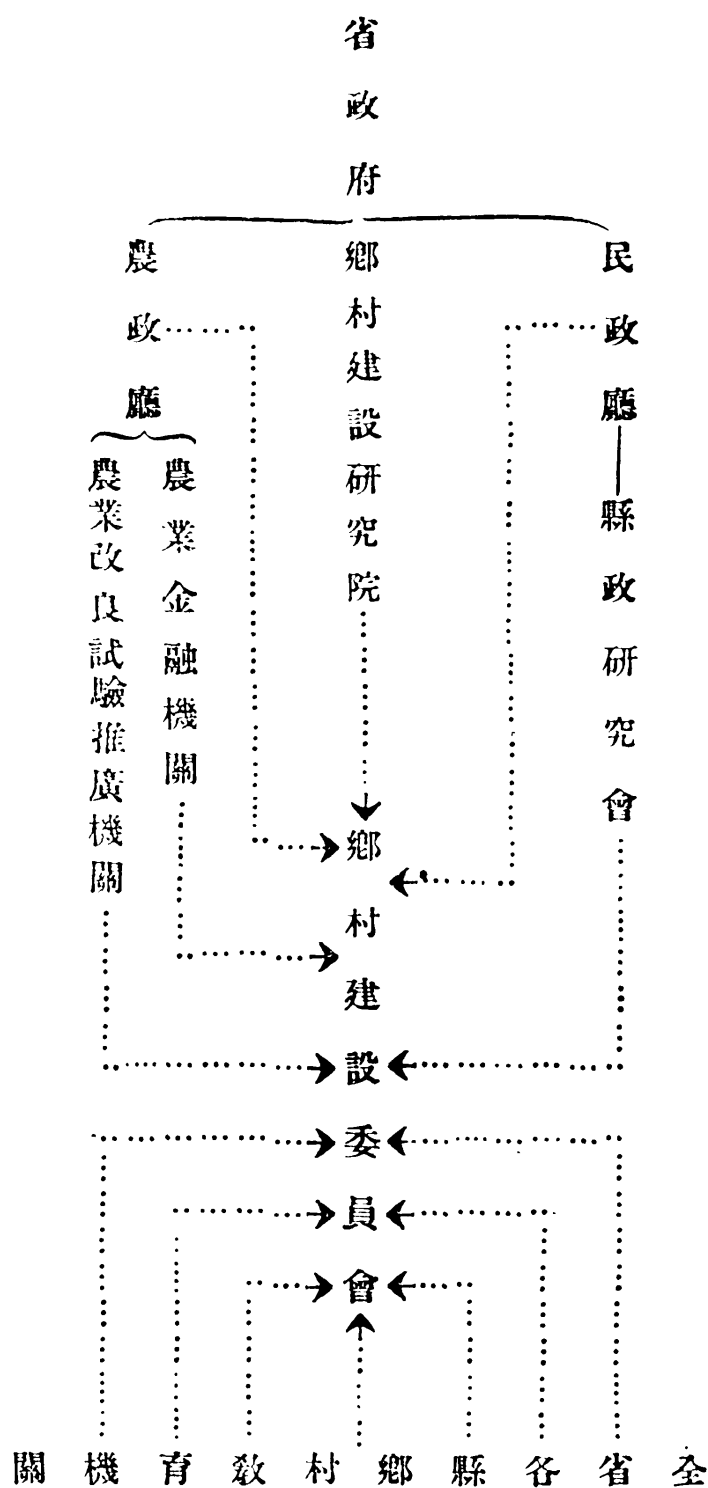 省政府
民政廳
縣政研究會
鄉村建設研究院
農政廳
農業金融機關
農業改良試驗推廣機關
鄉村建設委員會
全省各縣鄉村教育機關